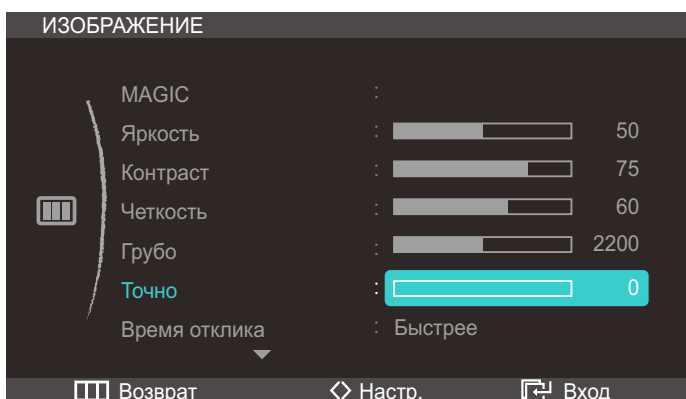 ИЗОБРАЖЕНИЕ
MAGIC :
Яркость : 50
Контраст : 75
Четкость : 60
Грубо : 2200
Точно : 0
Время отклика : Быстрее
Возврат Настр. Вход